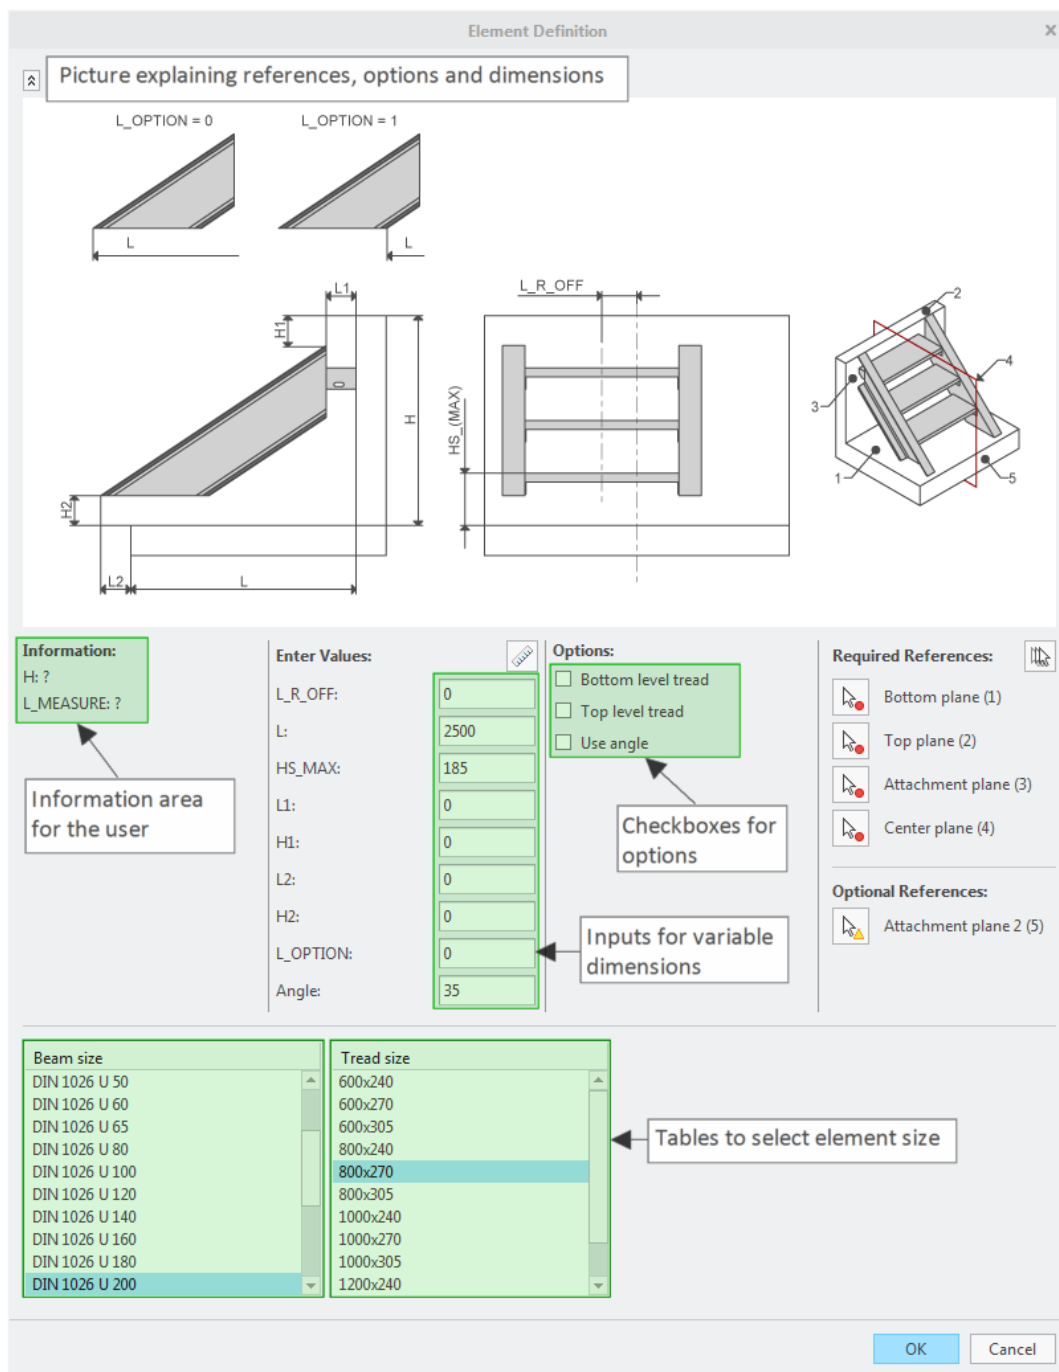 Element Definition
x
Picture explaining references, options and dimensions
L_OPTION = 0
L_OPTION = 1
L
L
L1
H1
H
H2
L2
L
L_R_OFF
HS_(MAX)
2
4
3
1
5
Information:
H: ?
L_MEASURE: ?
Information area
for the user
Enter Values:
L_R_OFF: 0
L: 2500
HS_MAX: 185
L1: 0
H1: 0
L2: 0
H2: 0
L_OPTION: 0
Angle: 35
Inputs for variable
dimensions
Options:
Bottom level tread
Top level tread
Use angle
Checkboxes for
options
Required References:
Bottom plane (1)
Top plane (2)
Attachment plane (3)
Center plane (4)
Optional References:
Attachment plane 2 (5)
Beam size
DIN 1026 U 50
DIN 1026 U 60
DIN 1026 U 65
DIN 1026 U 80
DIN 1026 U 100
DIN 1026 U 120
DIN 1026 U 140
DIN 1026 U 160
DIN 1026 U 180
DIN 1026 U 200
Tread size
600x240
600x270
600x305
800x240
800x270
800x305
1000x240
1000x270
1000x305
1200x240
Tables to select element size
OK
Cancel